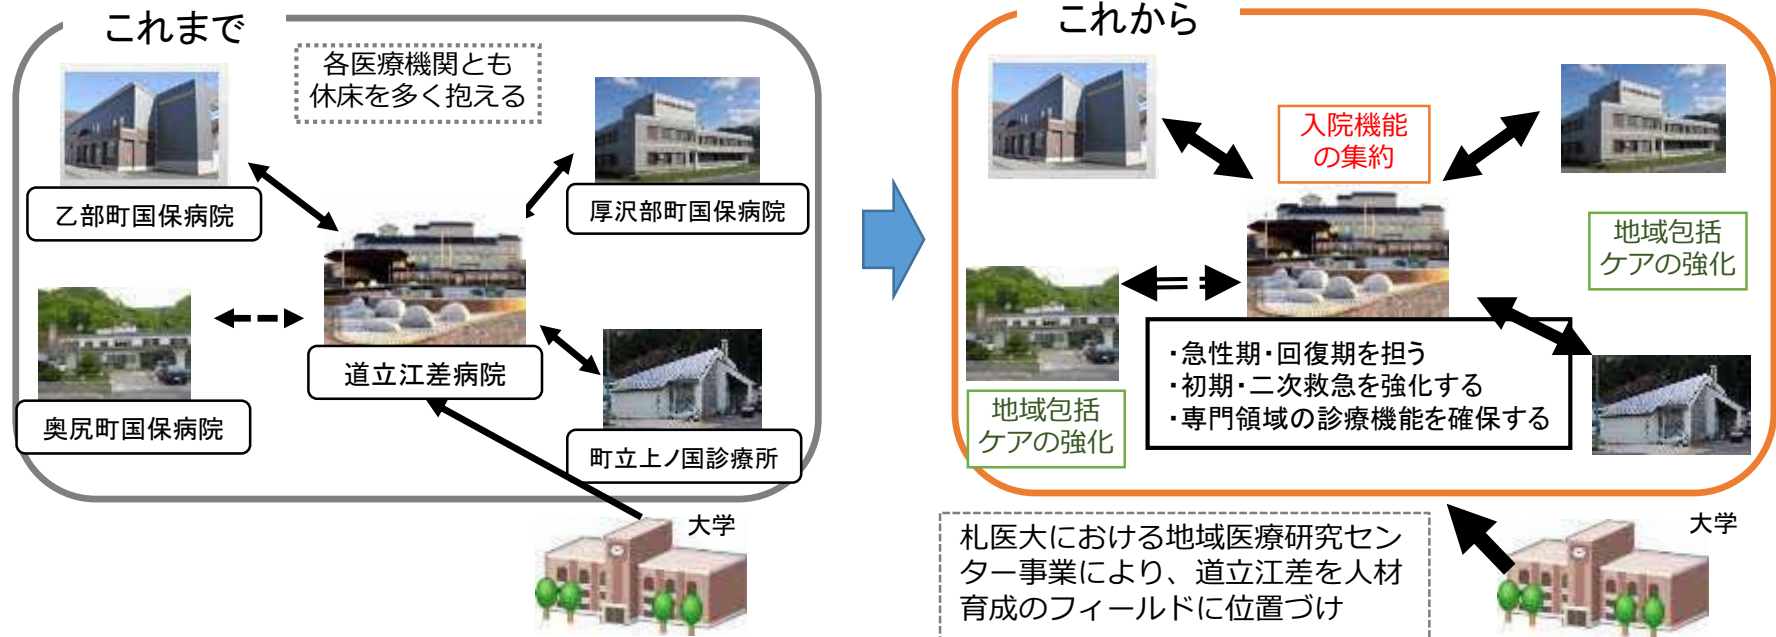 これまで
各医療機関とも
休床を多く抱える
乙部町国保病院
厚沢部町国保病院
道立江差病院
奥尻町国保病院
町立上ノ国診療所
大学
これから
入院機能
の集約
地域包括
ケアの強化
・急性期・回復期を担う
・初期・二次救急を強化する
・専門領域の診療機能を確保する
地域包括
ケアの強化
札医大における地域医療研究セン
ター事業により、道立江差を人材
育成のフィールドに位置づけ
大学